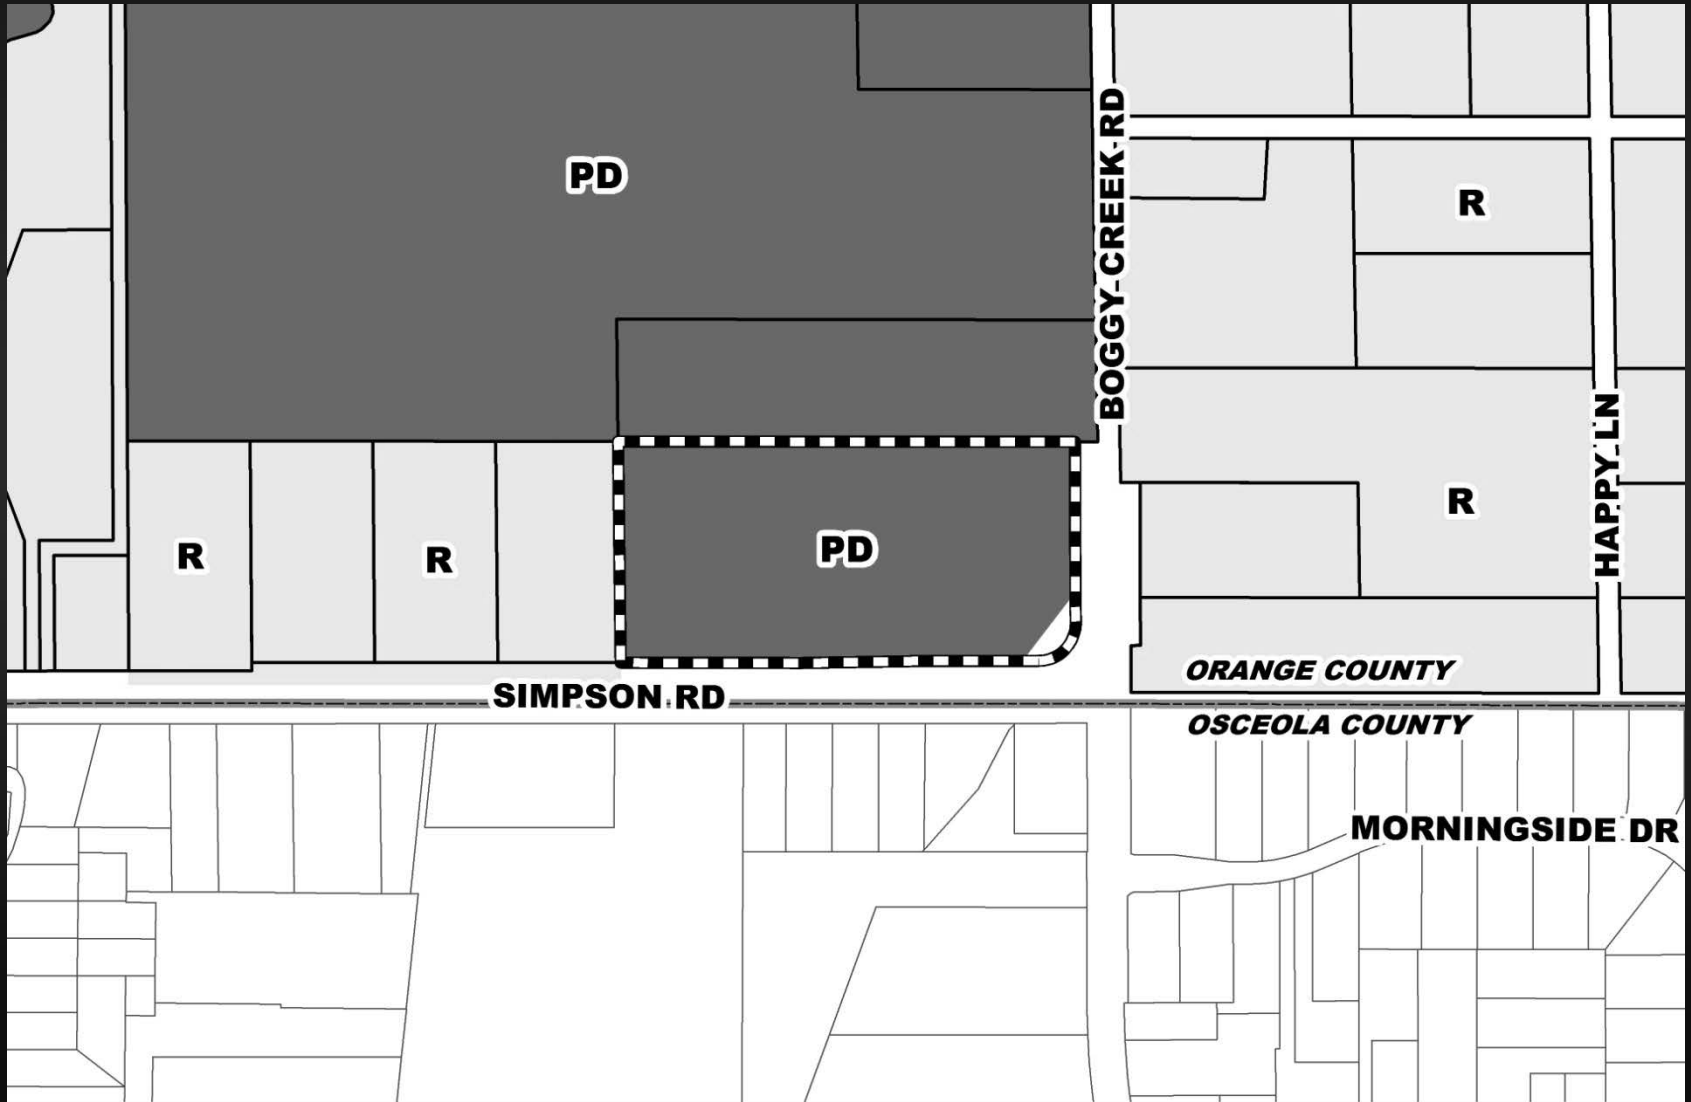 PD
BOGGY CREEK RD
R
HAPPY LN
R
R
R
PD
ORANGE COUNTY
SIMPSON RD
OSCEOLA COUNTY
MORNINGSIDE DR